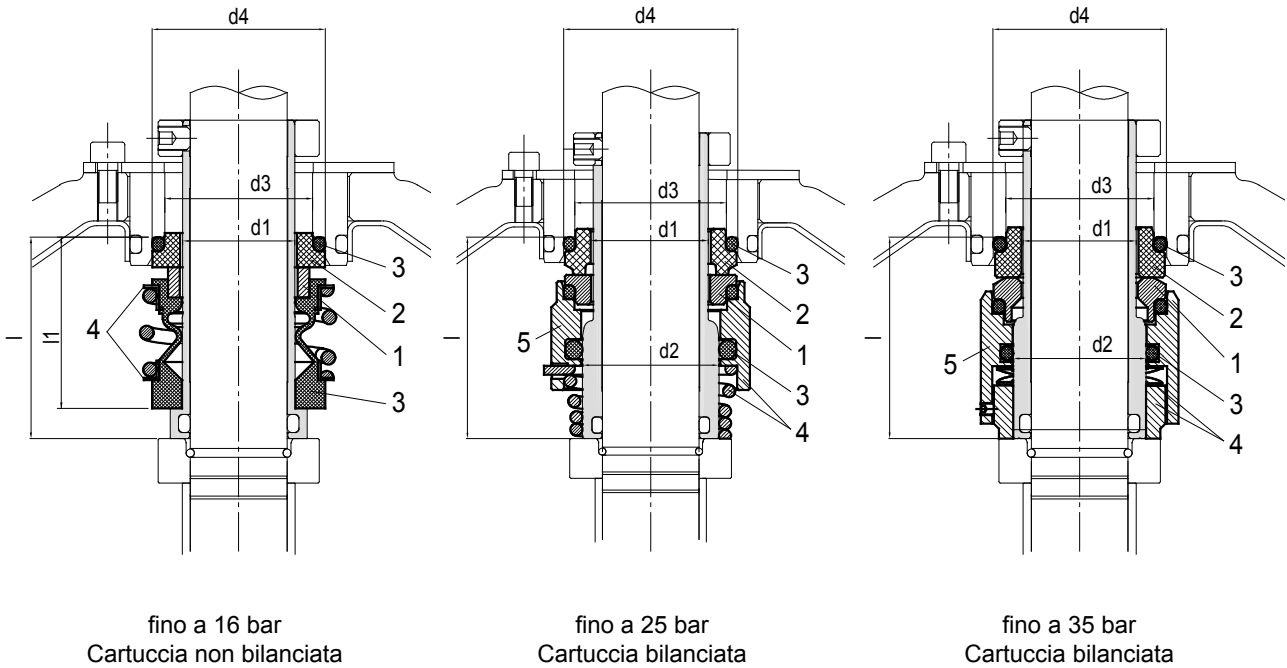 d4
d3
d1
3
2
1
3
4
l
l1
fino a 16 bar
Cartuccia non bilanciata
d4
d3
d1
3
2
1
3
4
5
d2
l
fino a 25 bar
Cartuccia bilanciata
d4
d3
d1
3
2
1
3
4
5
d2
l
fino a 35 bar
Cartuccia bilanciata